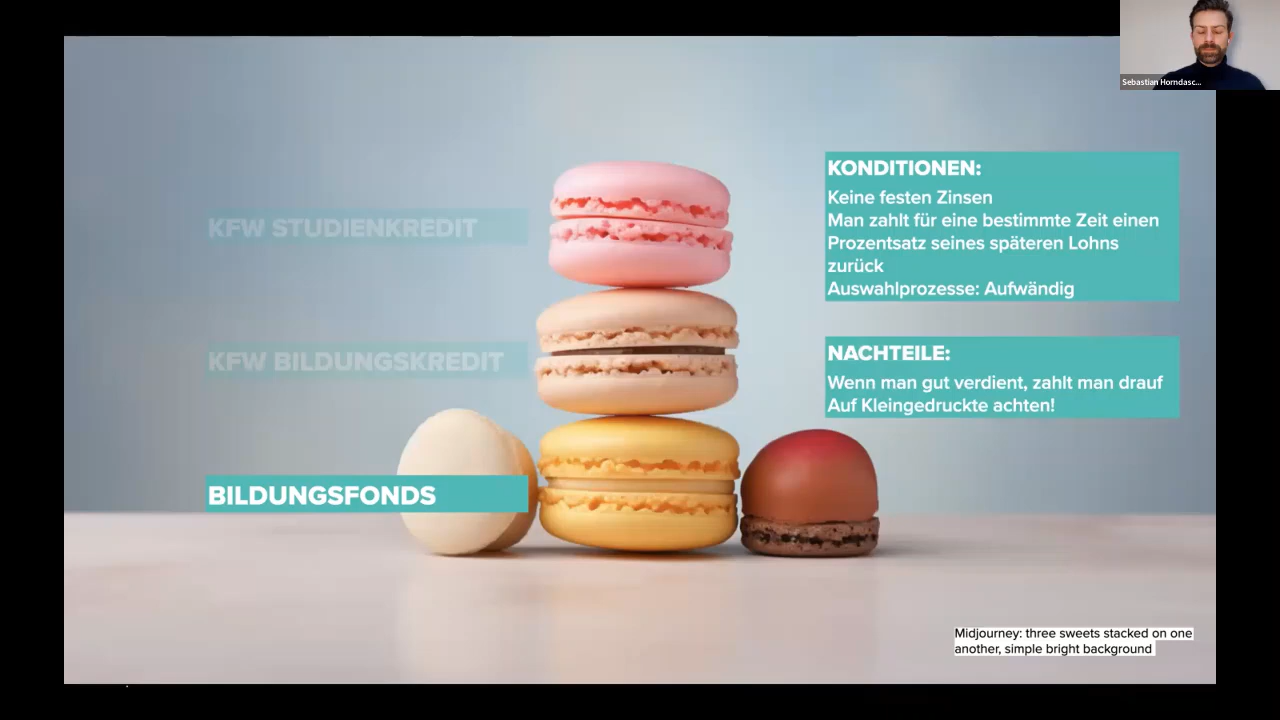 Sebastian Horndasc...
KFW STUDIENKREDIT
KFW BILDUNGSKREDIT
BILDUNGSFONDS
KONDITIONEN:
Keine festen Zinsen
Man zahlt für eine bestimmte Zeit einen
Prozentsatz seines späteren Lohns
zurück
Auswahlprozesse: Aufwändig
NACHTEILE:
Wenn man gut verdient, zahlt man drauf
Auf Kleingedruckte achten!
Midjourney: three sweets stacked on one
another, simple bright background